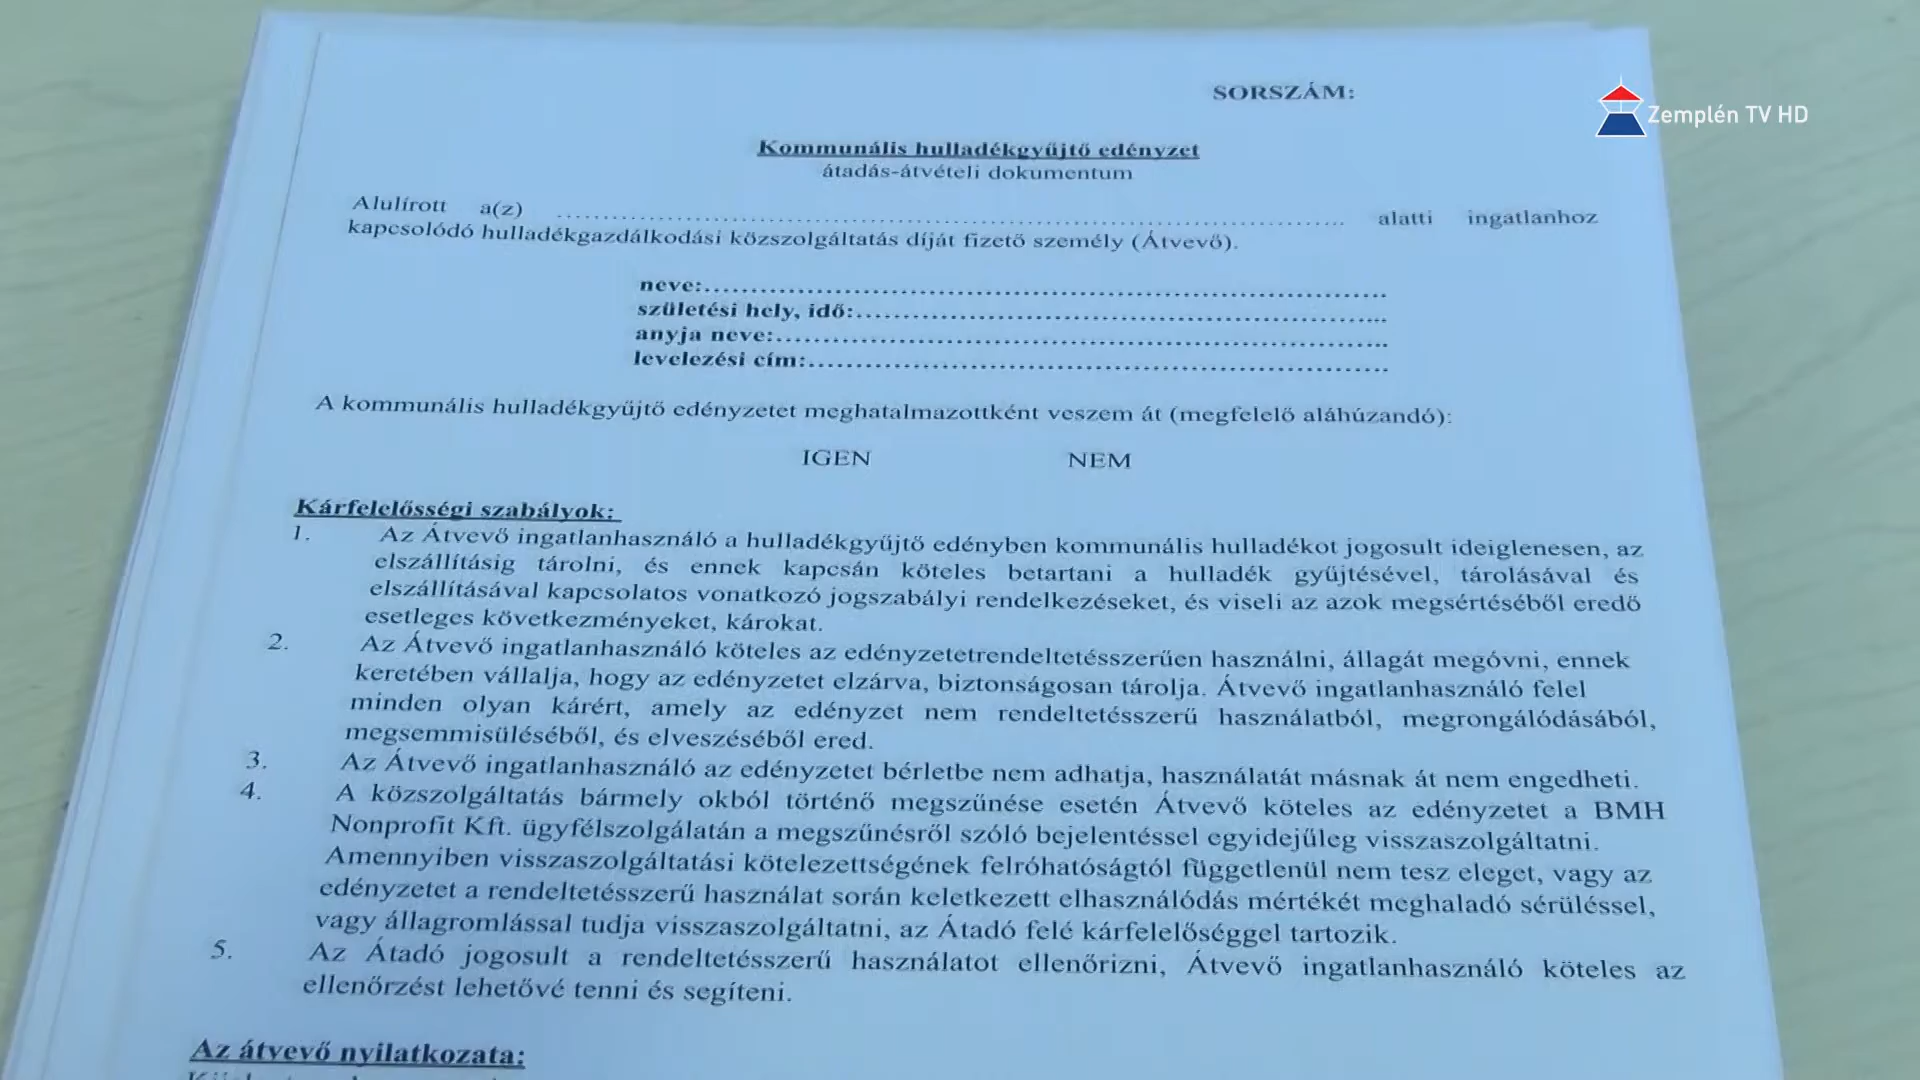 SORSZÁM:
Zemplén TV HD
Kommunális hulladékgyűjtő edényzet
átadás-átvételi dokumentum
Alulírott a(z) ........................................................................ alatti ingatlanhoz
kapcsolódó hulladékgazdálkodási közszolgáltatás díját fizető személy (Átvevő).
neve:........................................................................
születési hely, idő:........................................................................
anyja neve:........................................................................
levelezési cím:........................................................................
A kommunális hulladékgyűjtő edényzetet meghatalmazottként veszem át (megfelelő aláhúzandó):
IGEN NEM
Kárfelelősségi szabályok:
1. Az Átvevő ingatlanhasználó a hulladékgyűjtő edényben kommunális hulladékot jogosult ideiglenesen, az
elszállításig tárolni, és ennek kapcsán köteles betartani a hulladék gyűjtésével, tárolásával és
elszállításával kapcsolatos vonatkozó jogszabályi rendelkezéseket, és viseli az azok megsértéséből eredő
esetleges következményeket, károkat.
2. Az Átvevő ingatlanhasználó köteles az edényzetetrendeltetésszerűen használni, állagát megóvni, ennek
keretében vállalja, hogy az edényzetet elzárva, biztonságosan tárolja. Átvevő ingatlanhasználó felel
minden olyan kárért, amely az edényzet nem rendeltetésszerű használatból, megrongálódásából,
megsemmisüléséből, és elveszéséből ered.
3. Az Átvevő ingatlanhasználó az edényzetet bérletbe nem adhatja, használatát másnak át nem engedheti.
4. A közszolgáltatás bármely okból történő megszűnése esetén Átvevő köteles az edényzetet a BMH
Nonprofit Kft. ügyfélszolgálatán a megszűnésről szóló bejelentéssel egyidejűleg visszaszolgáltatni.
Amennyiben visszaszolgáltatási kötelezettségének felróhatóságtól függetlenül nem tesz eleget, vagy az
edényzetet a rendeltetésszerű használat során keletkezett elhasználódás mértékét meghaladó sérüléssel,
vagy állagromlással tudja visszaszolgáltatni, az Átadó felé kárfelelőséggel tartozik.
5. Az Átadó jogosult a rendeltetésszerű használatot ellenőrizni, Átvevő ingatlanhasználó köteles az
ellenőrzést lehetővé tenni és segíteni.
Az átvevő nyilatkozata: